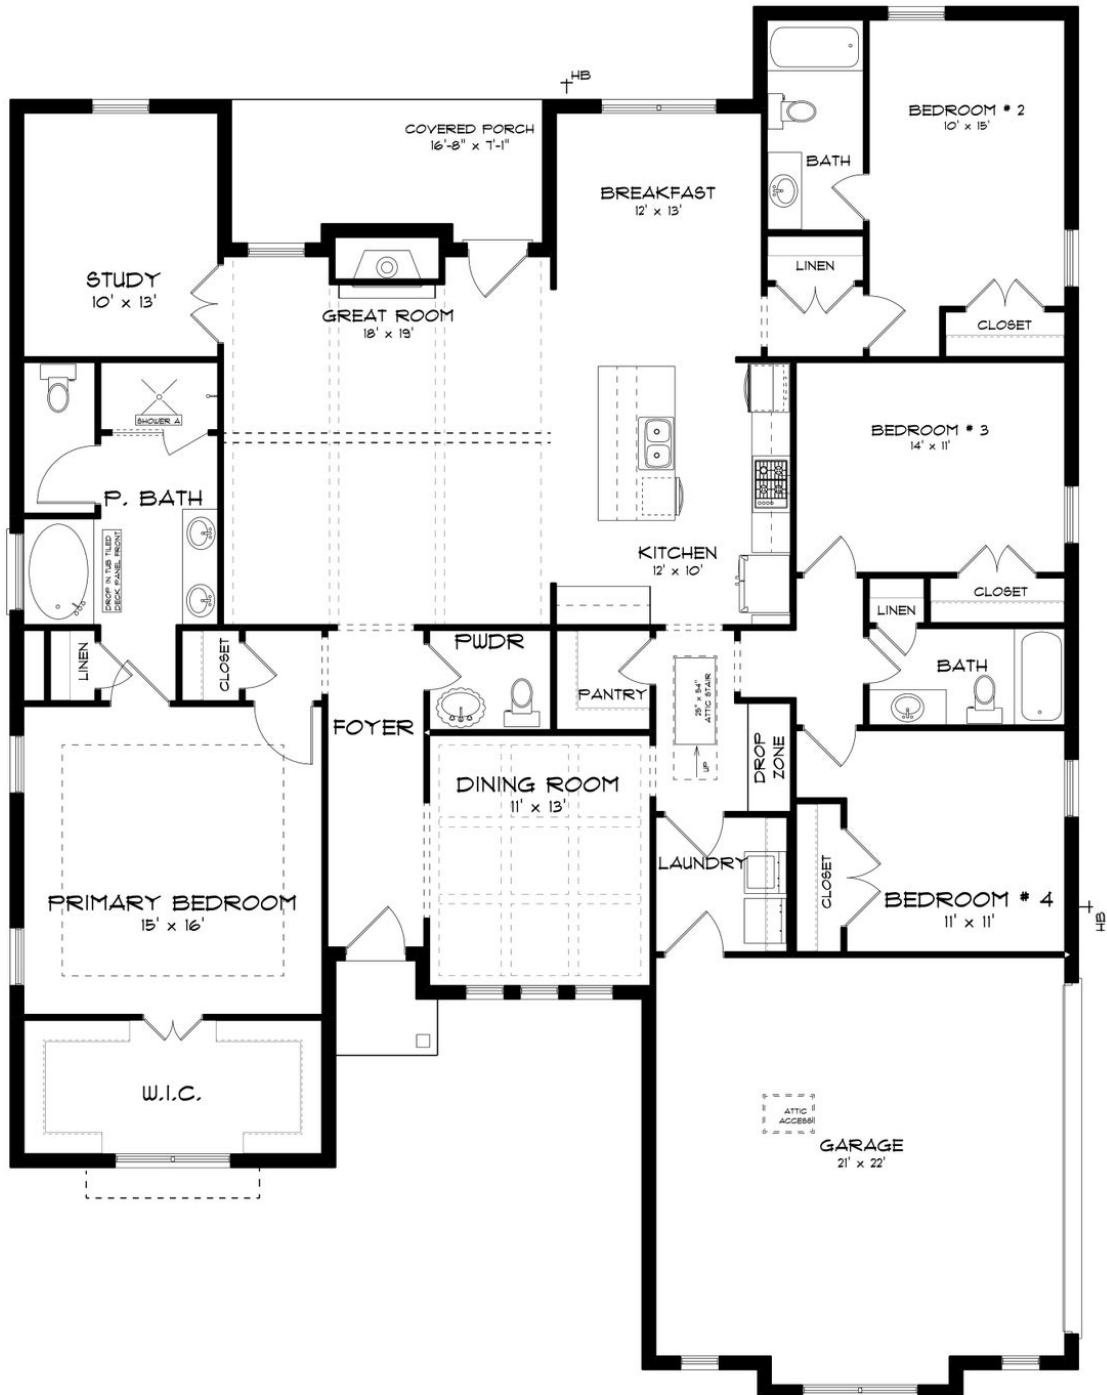 HB
COVERED PORCH
16'-8" x 7'-1"
BEDROOM # 2
10' x 15'
BATH
BREAKFAST
12' x 13'
LINEN
CLOSET
STUDY
10' x 13'
GREAT ROOM
18' x 19'
SHOWER A
BEDROOM # 3
14' x 11'
P. BATH
DROP IN TUB TILED
DECK PANEL FRONT
KITCHEN
12' x 10'
CLOSET
LINEN
LINEN
CLOSET
PWDR
PANTRY
25" x 54"
ATTIC STAIR
UP
BATH
FOYER
DROP
ZONE
DINING ROOM
11' x 13'
LAUNDRY
CLOSET
BEDROOM # 4
11' x 11'
HB
PRIMARY BEDROOM
15' x 16'
W.I.C.
ATTIC
ACCESS
GARAGE
21' x 22'